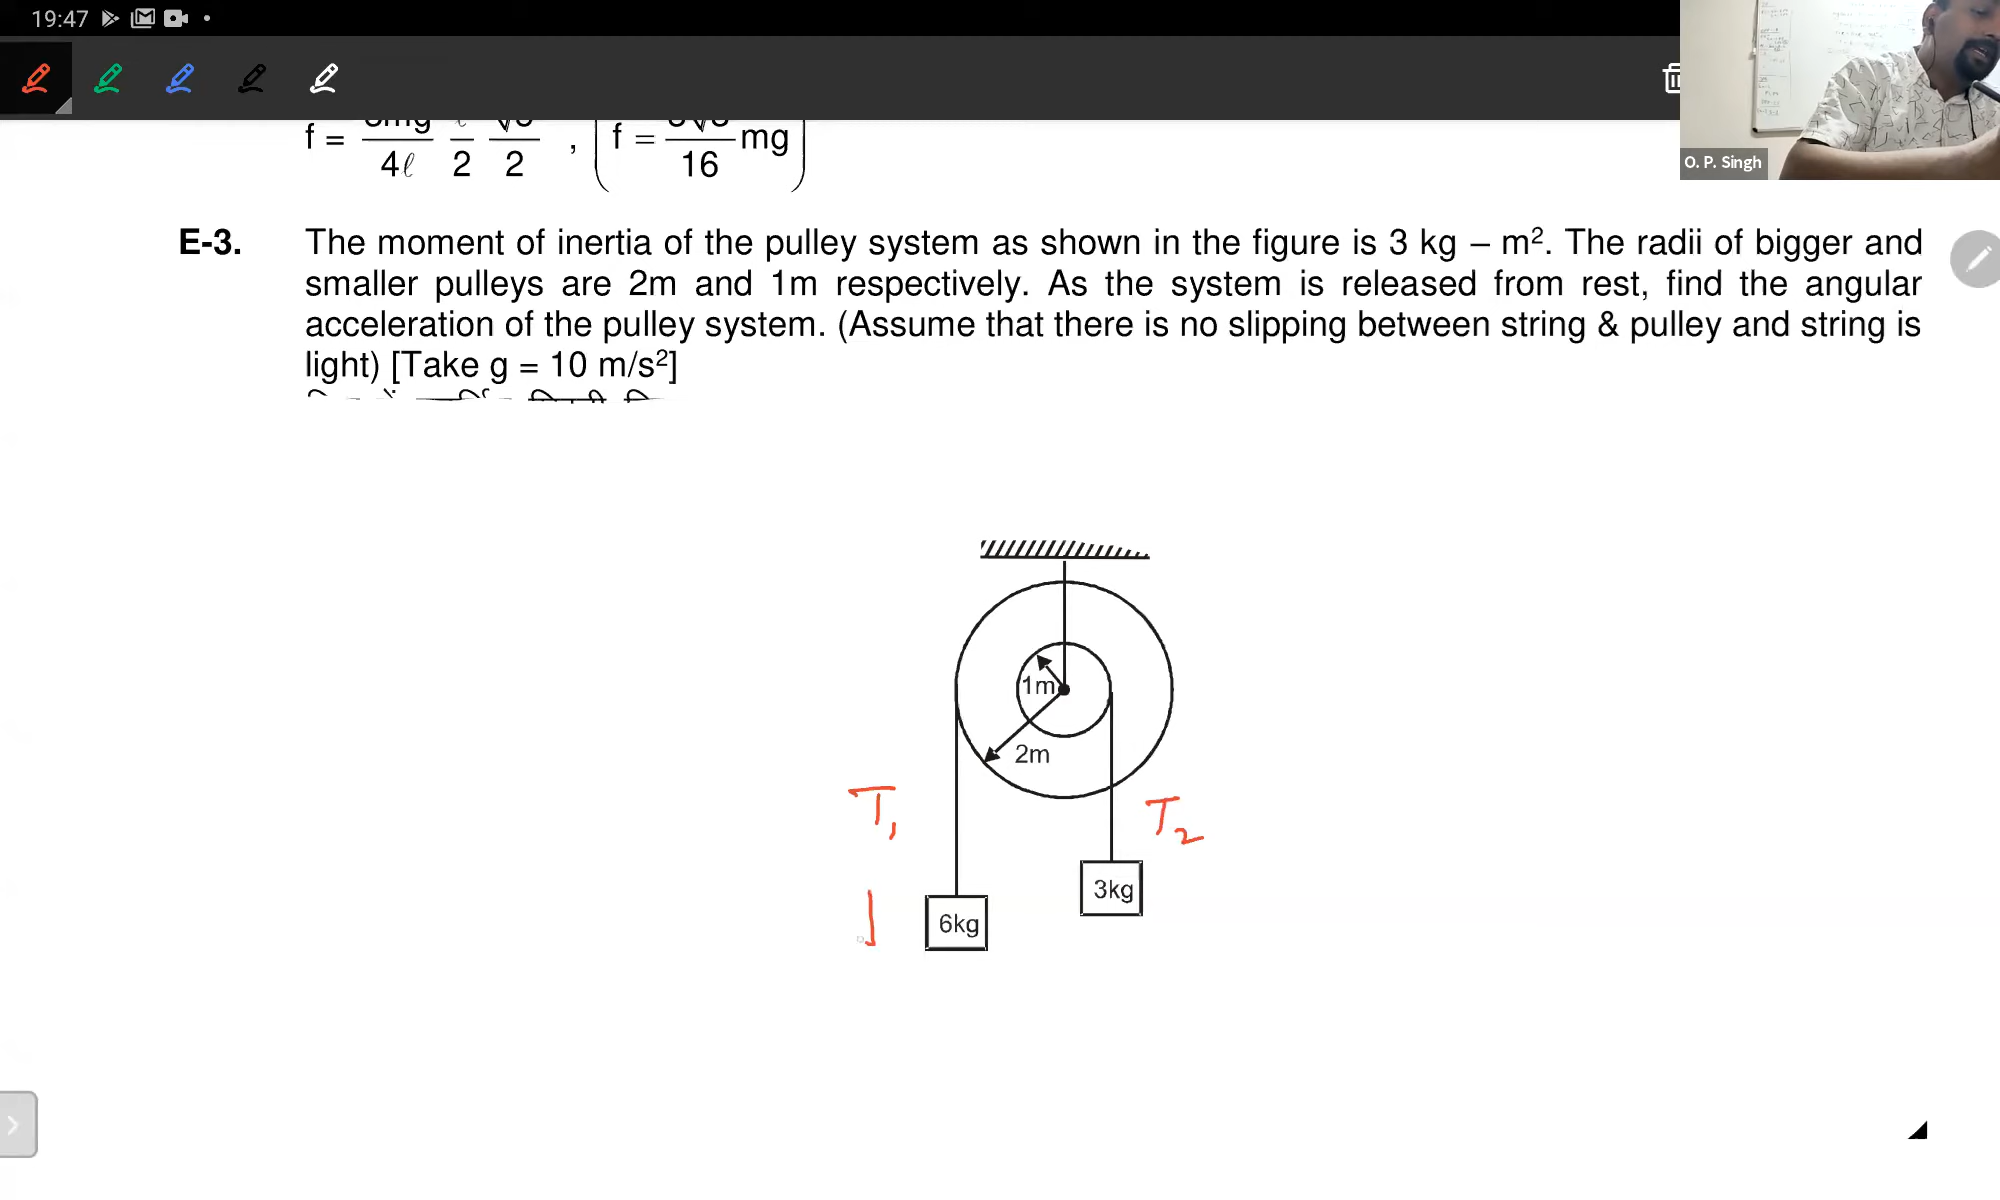 19:47
O. P. Singh
f = 4ℓ 2 2 , f = 16 mg
E-3. The moment of inertia of the pulley system as shown in the figure is 3 kg – m². The radii of bigger and
smaller pulleys are 2m and 1m respectively. As the system is released from rest, find the angular
acceleration of the pulley system. (Assume that there is no slipping between string & pulley and string is
light) [Take g = 10 m/s²]
1m
2m
T₁
T₂
3kg
6kg